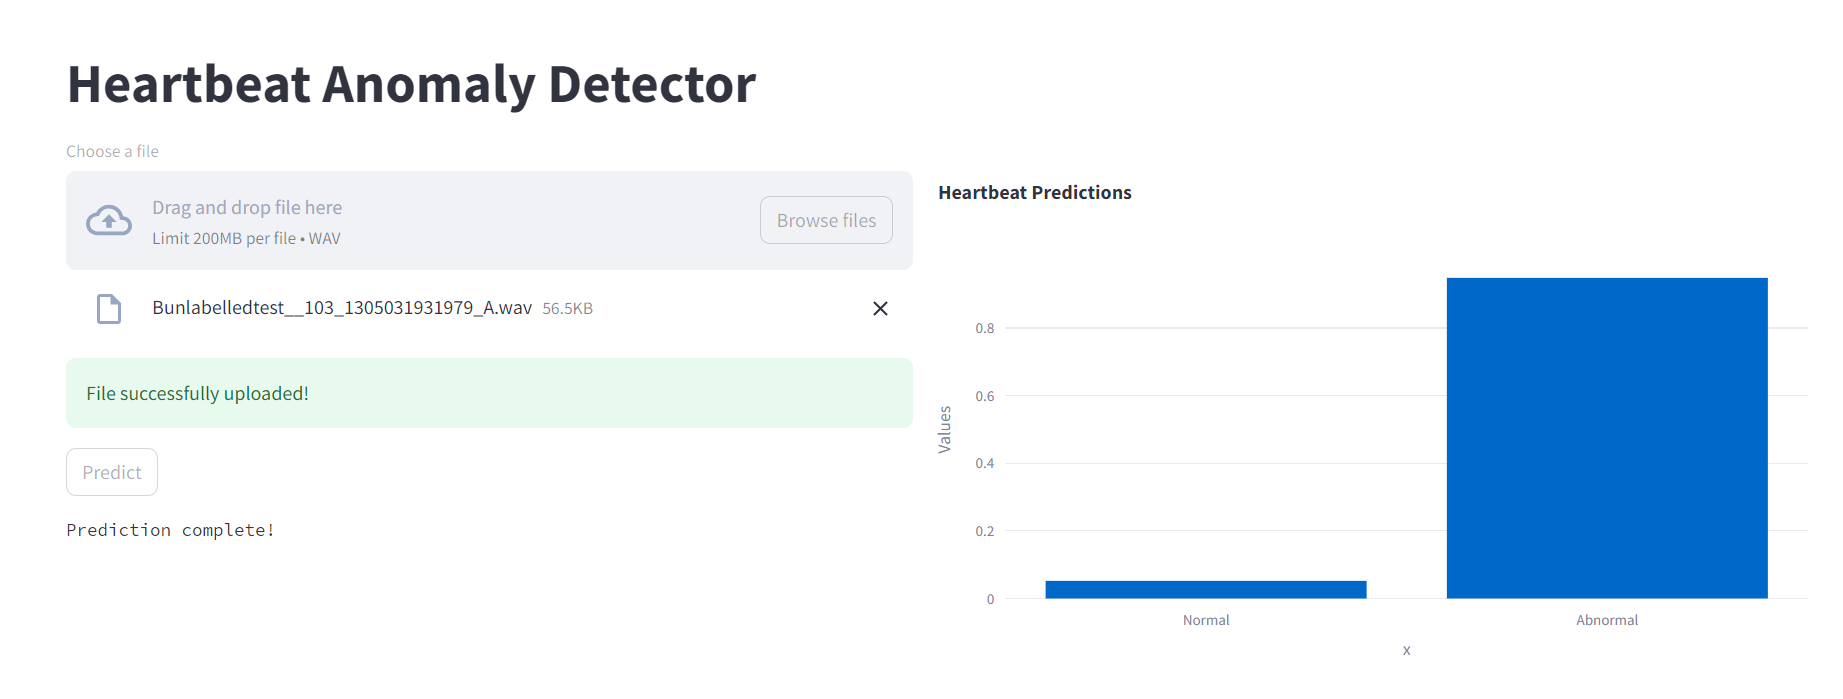 Heartbeat Anomaly Detector
Choose a file
Drag and drop file here
Limit 200MB per file • WAV
Browse files
Bunlabelledtest__103_1305031931979_A.wav 56.5KB
File successfully uploaded!
Predict
Prediction complete!
Heartbeat Predictions
Values
0.8
0.6
0.4
0.2
0
Normal Abnormal
x